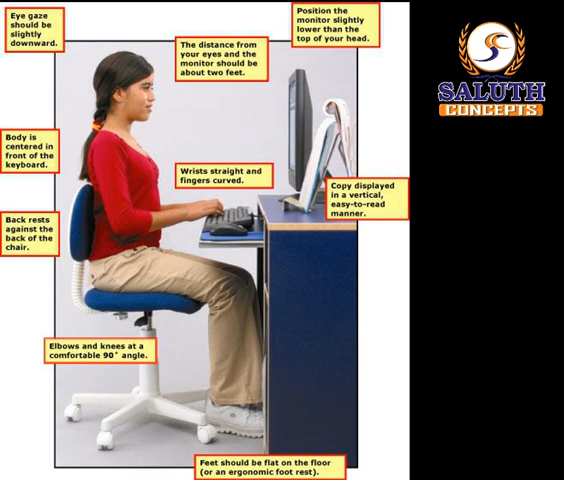 Eye gaze
should be
slightly
downward.
The distance from
your eyes and the
monitor should be
about two feet.
Position the
monitor slightly
lower than the
top of your head.
SALUTH
CONCEPTS
Body is
centered in
front of the
keyboard.
Wrists straight and
fingers curved.
Copy displayed
in a vertical,
easy-to-read
manner.
Back rests
against the
back of the
chair.
Elbows and knees at a
comfortable 90° angle.
Feet should be flat on the floor
(or an ergonomic foot rest).